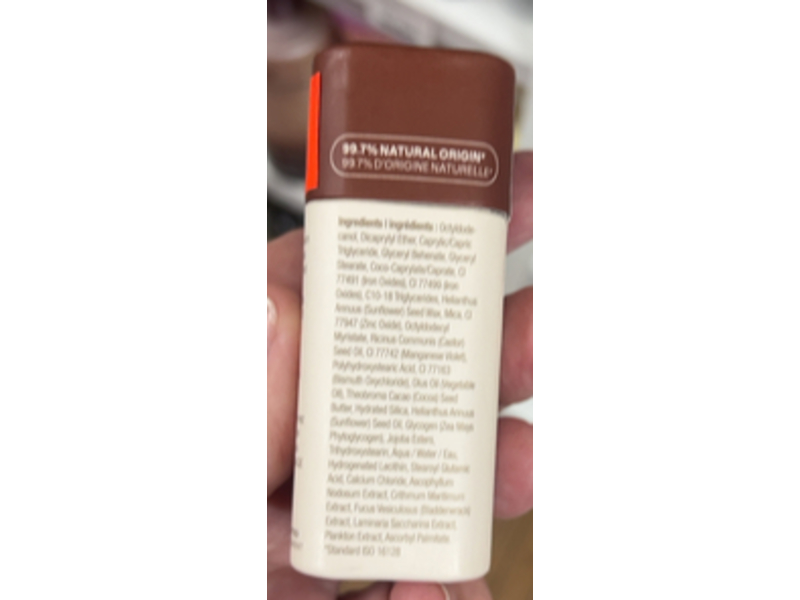 99.7% NATURAL ORIGIN*
99.7% D'ORIGINE NATURELLE*
Ingredients | Ingrédients : Octyldode-
canol, Dicaprylyl Ether, Caprylic/Capric
Triglyceride, Glyceryl Behenate, Glyceryl
Stearate, Coco-Caprylate/Caprate, CI
77491 (Iron Oxides), CI 77499 (Iron
Oxides), C10-18 Triglycerides, Helianthus
Annuus (Sunflower) Seed Wax, Mica, CI
77947 (Zinc Oxide), Octyldodecyl
Myristate, Ricinus Communis (Castor)
Seed Oil, CI 77742 (Manganese Violet),
Polyhydroxystearic Acid, CI 77163
(Bismuth Oxychloride), Olus Oil (Vegetable
Oil), Theobroma Cacao (Cocoa) Seed
Butter, Hydrated Silica, Helianthus Annuus
(Sunflower) Seed Oil, Glycogen (Zea Mays
Phytoglycogen), Jojoba Esters,
Trihydroxystearin, Aqua / Water / Eau,
Hydrogenated Lecithin, Stearoyl Glutamic
Acid, Calcium Chloride, Ascophyllum
Nodosum Extract, Crithmum Maritimum
Extract, Fucus Vesiculosus (Bladderwrack)
Extract, Laminaria Saccharina Extract,
Plankton Extract, Ascorbyl Palmitate.
*Standard ISO 16128